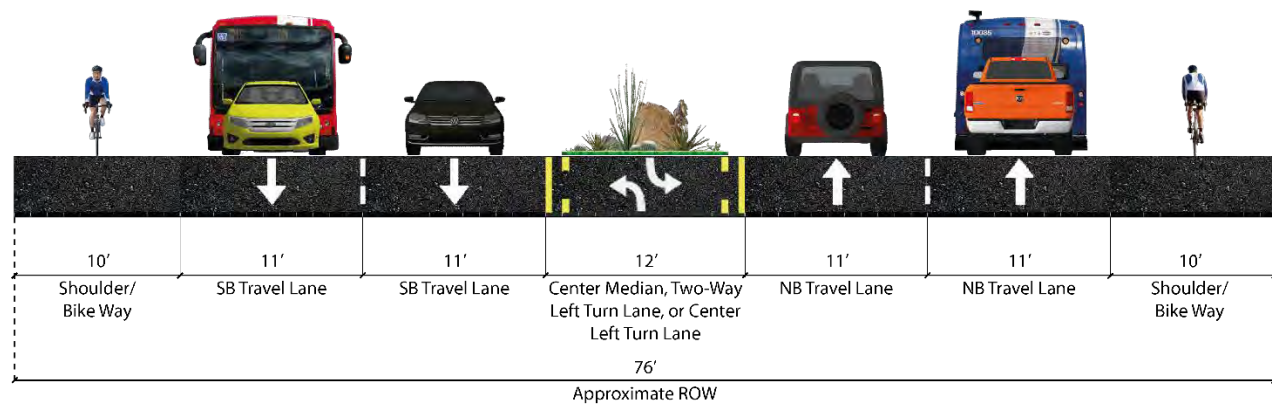 10085
10'
11'
11'
12'
11'
11'
10'
Shoulder/
Bike Way
SB Travel Lane
SB Travel Lane
Center Median, Two-Way
Left Turn Lane, or Center
Left Turn Lane
NB Travel Lane
NB Travel Lane
Shoulder/
Bike Way
76'
Approximate ROW